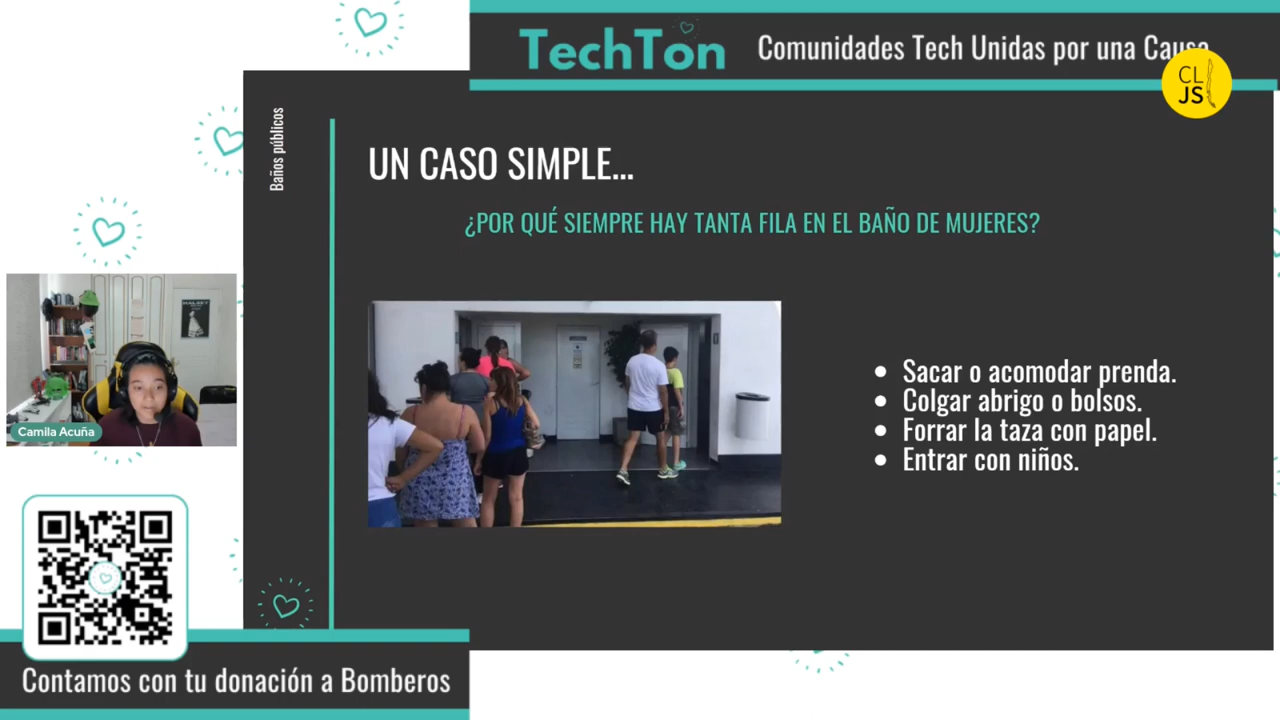 TechTon
Comunidades Tech Unidas por una Causa
CL
JS
Baños públicos
UN CASO SIMPLE...
¿POR QUÉ SIEMPRE HAY TANTA FILA EN EL BAÑO DE MUJERES?
Sacar o acomodar prenda.
Colgar abrigo o bolsos.
Forrar la taza con papel.
Entrar con niños.
Camila Acuña
Contamos con tu donación a Bomberos